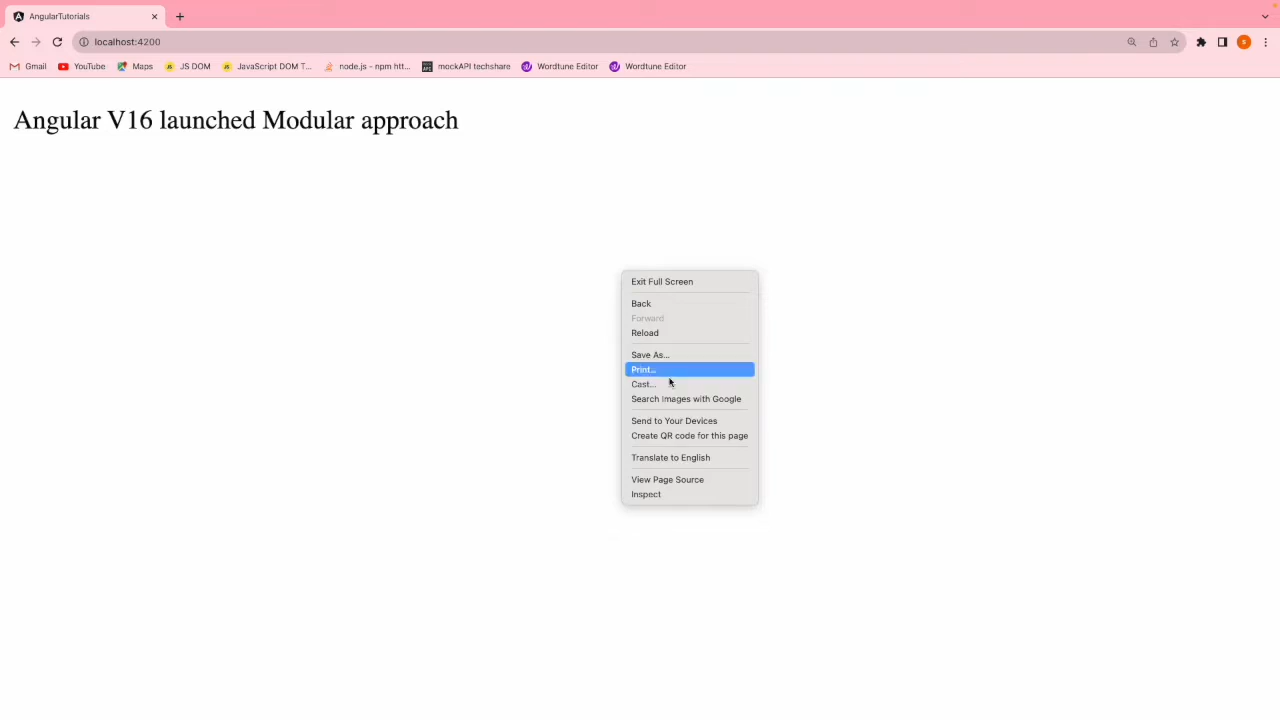 AngularTutorials
localhost:4200
Gmail YouTube Maps JS DOM JavaScript DOM T... node.js - npm htt... mockAPI techshare Wordtune Editor Wordtune Editor
Angular V16 launched Modular approach
Exit Full Screen
Back
Forward
Reload
Save As...
Print...
Cast...
Search Images with Google
Send to Your Devices
Create QR code for this page
Translate to English
View Page Source
Inspect